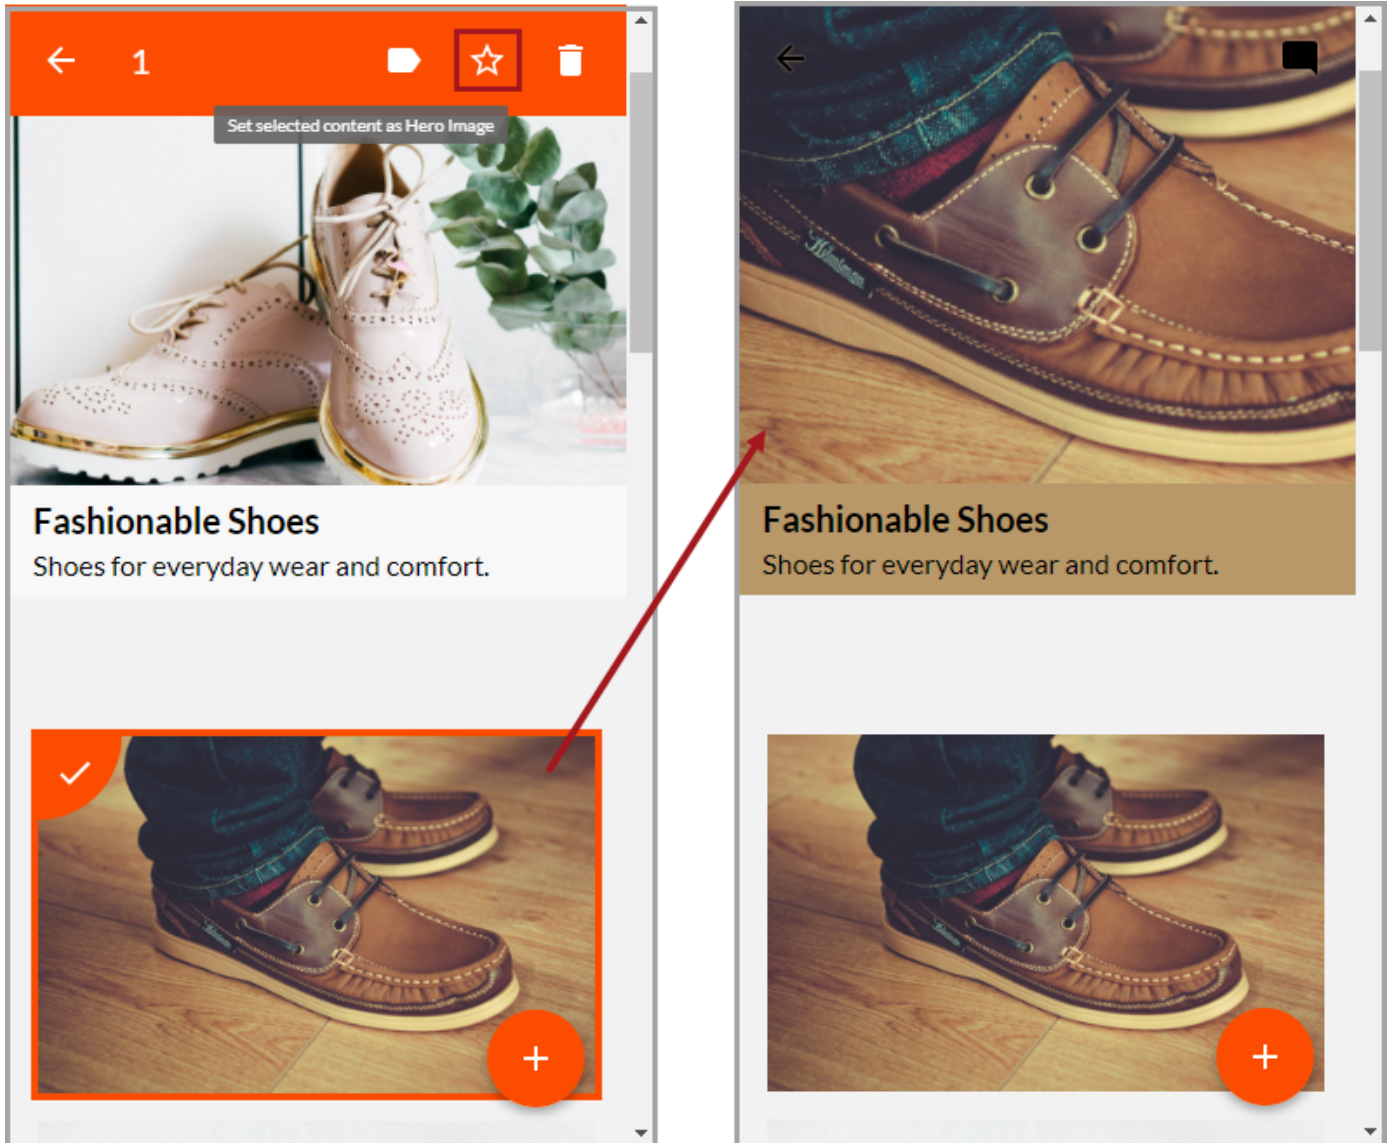 1
Set selected content as Hero Image
Fashionable Shoes
Shoes for everyday wear and comfort.
Fashionable Shoes
Shoes for everyday wear and comfort.